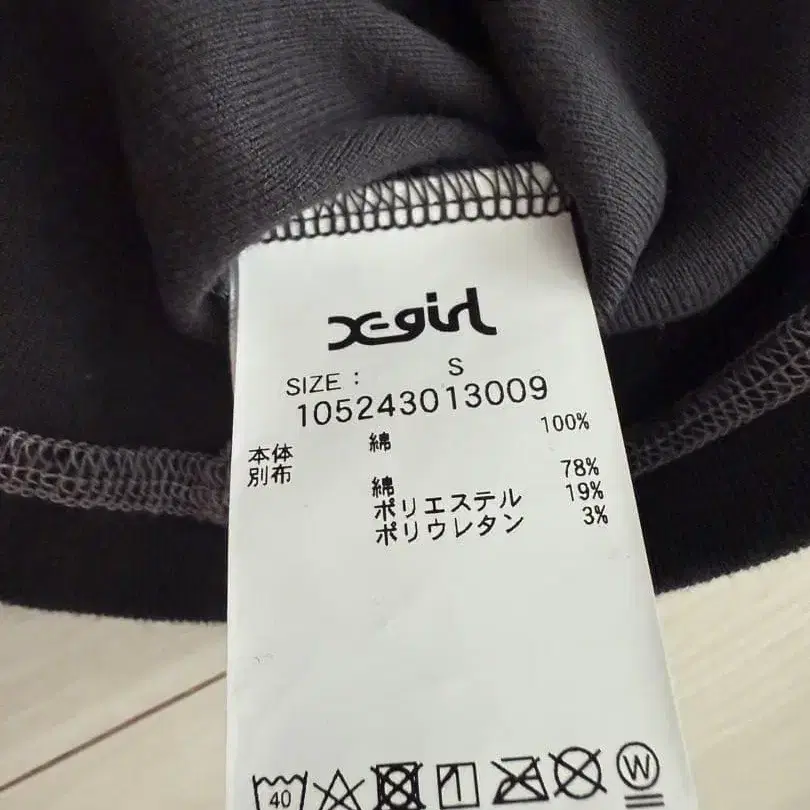 X-girl
SIZE : S
105243013009
本体 綿 100%
別布 綿 78%
ポリエステル 19%
ポリウレタン 3%
40 W